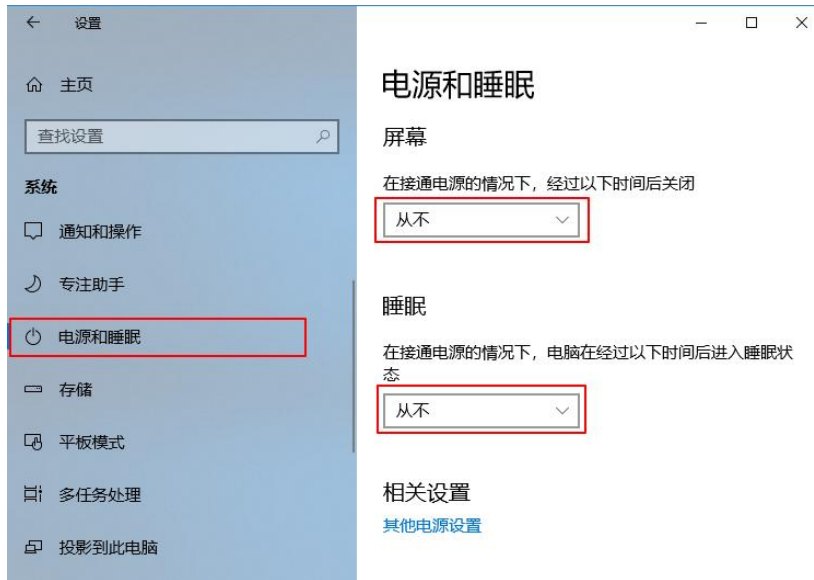 设置
主页
查找设置
系统
通知和操作
专注助手
电源和睡眠
存储
平板模式
多任务处理
投影到此电脑
电源和睡眠
屏幕
在接通电源的情况下，经过以下时间后关闭
从不
睡眠
在接通电源的情况下，电脑在经过以下时间后进入睡眠状
态
从不
相关设置
其他电源设置